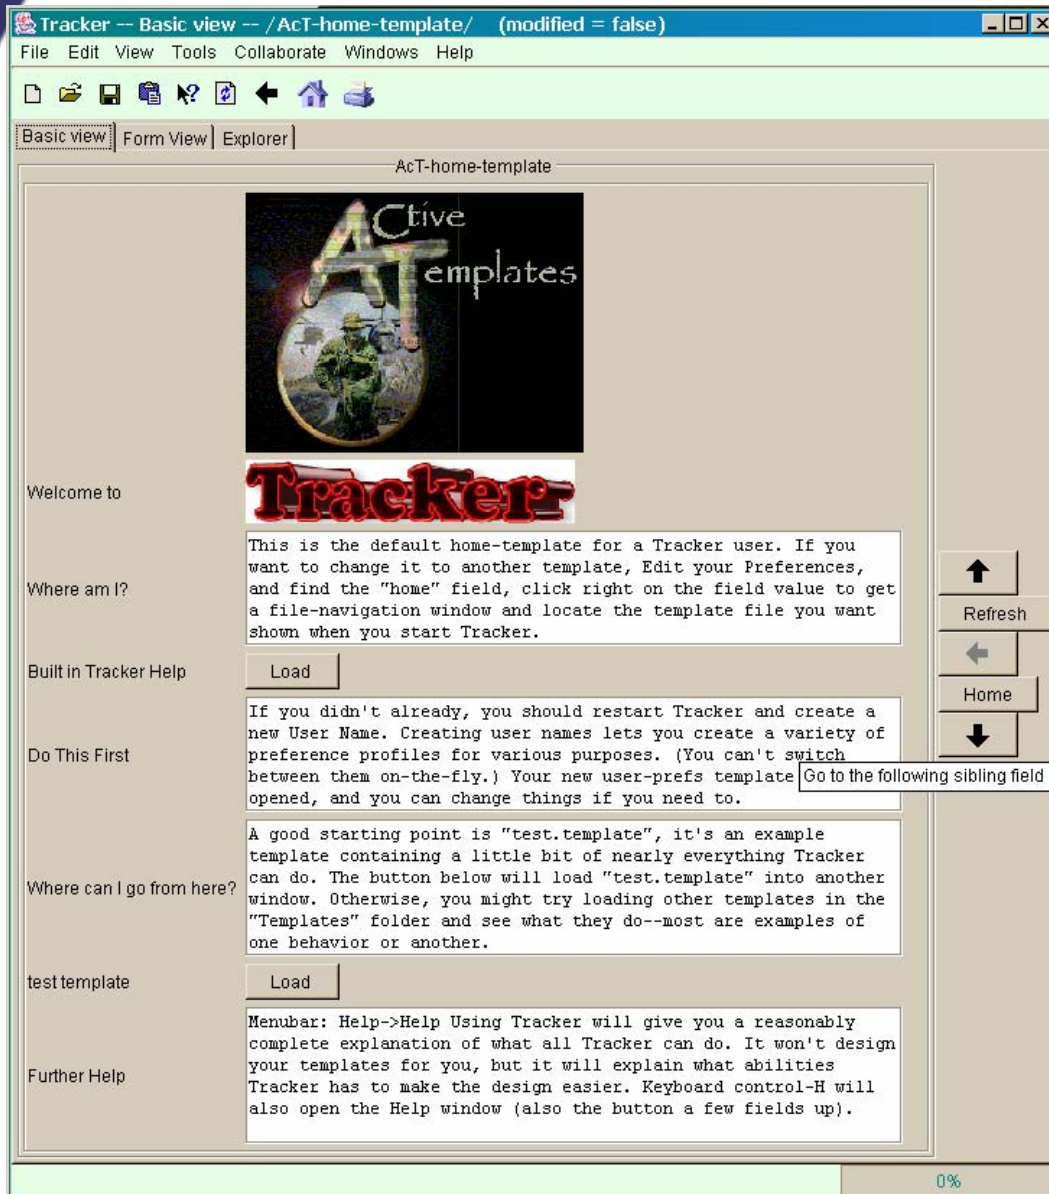 Tracker -- Basic view -- /AcT-home-template/ (modified = false)
File Edit View Tools Collaborate Windows Help
Basic view Form View Explorer
AcT-home-template
ACtive
Templates
Welcome to
Tracker
Where am I?
This is the default home-template for a Tracker user. If you
want to change it to another template, Edit your Preferences,
and find the "home" field, click right on the field value to get
a file-navigation window and locate the template file you want
shown when you start Tracker.
Refresh
Built in Tracker Help
Load
Home
Do This First
If you didn't already, you should restart Tracker and create a
new User Name. Creating user names lets you create a variety of
preference profiles for various purposes. (You can't switch
between them on-the-fly.) Your new user-prefs template
opened, and you can change things if you need to.
Go to the following sibling field
Where can I go from here?
A good starting point is "test.template", it's an example
template containing a little bit of nearly everything Tracker
can do. The button below will load "test.template" into another
window. Otherwise, you might try loading other templates in the
"Templates" folder and see what they do--most are examples of
one behavior or another.
test template
Load
Further Help
Menubar: Help->Help Using Tracker will give you a reasonably
complete explanation of what all Tracker can do. It won't design
your templates for you, but it will explain what abilities
Tracker has to make the design easier. Keyboard control-H will
also open the Help window (also the button a few fields up).
0%